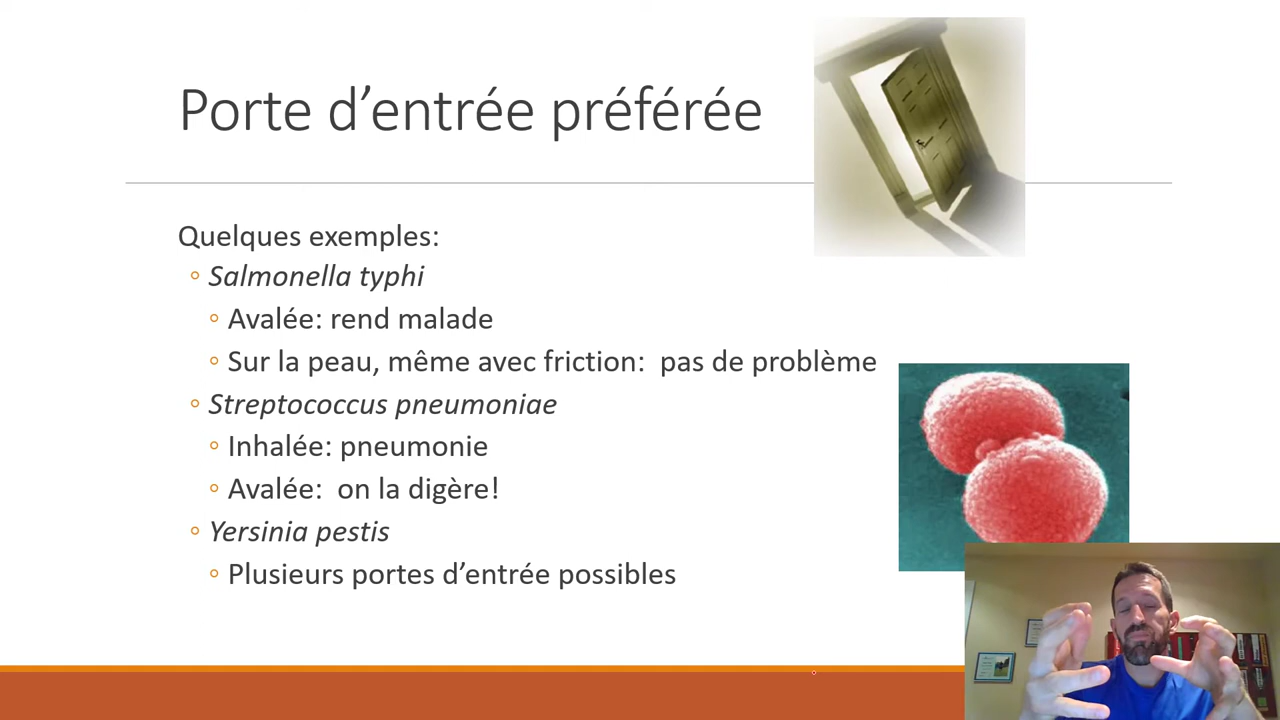 Porte d’entrée préférée
Quelques exemples:
Salmonella typhi
Avalée: rend malade
Sur la peau, même avec friction:  pas de problème
Streptococcus pneumoniae
Inhalée: pneumonie
Avalée:  on la digère!
Yersinia pestis
Plusieurs portes d’entrée possibles